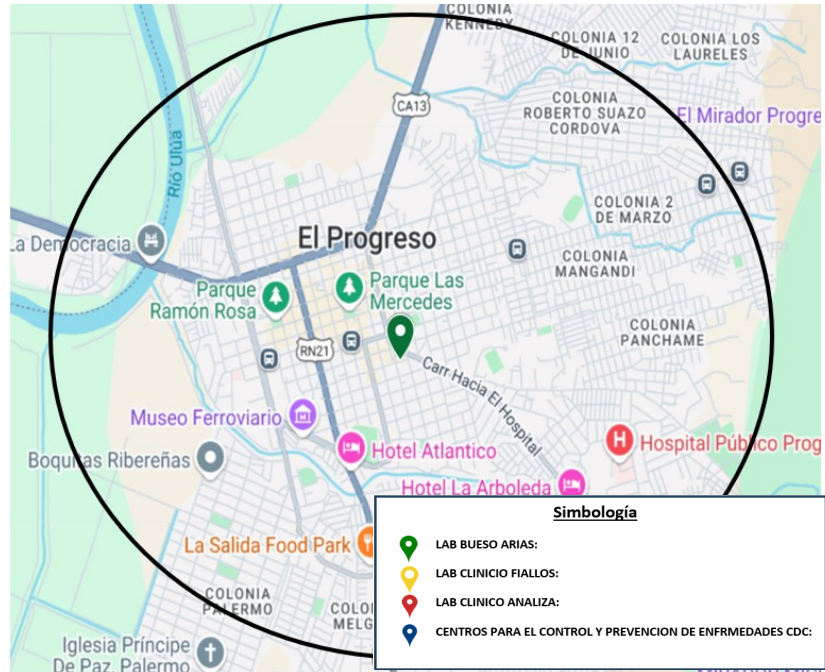 COLONIA
KENNEDY
COLONIA 12
DE JUNIO
COLONIA LOS
LAURELES
CA13
COLONIA
ROBERTO SUAZO
CORDOVA
El Mirador Progre
Río Ulúa
COLONIA 2
DE MARZO
La Democracia
El Progreso
COLONIA
MANGANDI
Parque
Ramón Rosa
Parque Las
Mercedes
COLONIA
PANCHAME
RN21
Carr Hacia El Hospital
Museo Ferroviario
Hotel Atlantico
H
Hospital Público Prog
Boquitas Ribereñas
Hotel La Arboleda
La Salida Food Park
COLONIA
PALERMO
COLON
MELG
Iglesia Príncipe
De Paz. Palermo
Simbología
LAB BUESO ARIAS:
LAB CLINICIO FIALLOS:
LAB CLINICO ANALIZA:
CENTROS PARA EL CONTROL Y PREVENCION DE ENFRMEDADES CDC: